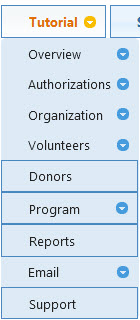 Tutorial
Overview
Authorizations
Organization
Volunteers
Donors
Program
Reports
Email
Support